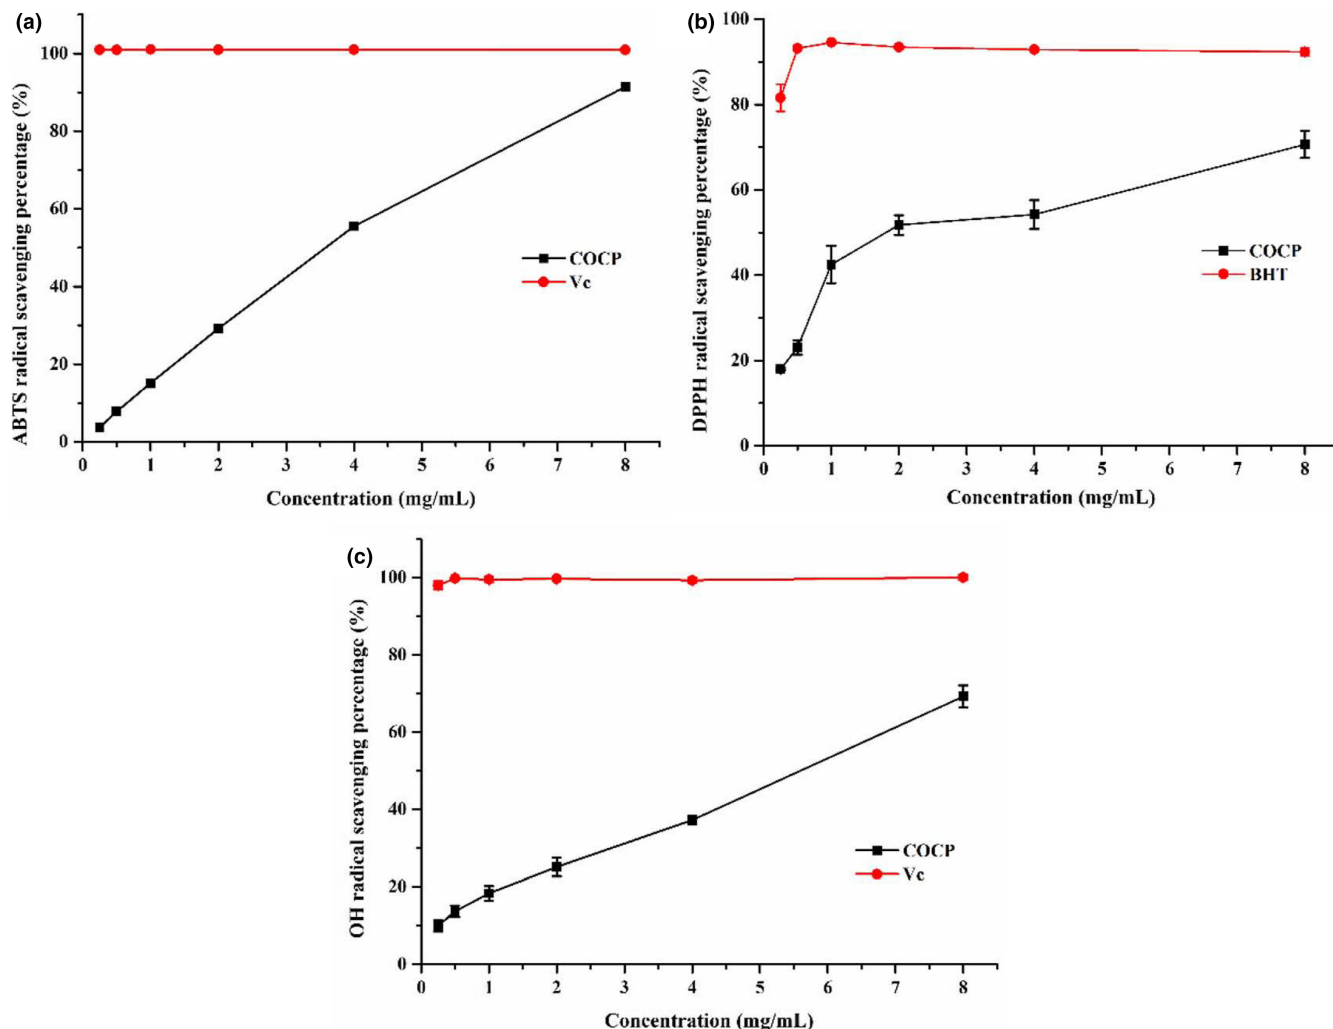 (a)
ABTS radical scavenging percentage (%)
100
80
60
40
20
0
COCP
Vc
0 1 2 3 4 5 6 7 8
Concentration (mg/mL)
(b)
DPPH radical scavenging percentage (%)
100
80
60
40
20
0
COCP
BHT
0 1 2 3 4 5 6 7 8
Concentration (mg/mL)
(c)
OH radical scavenging percentage (%)
100
80
60
40
20
0
COCP
Vc
0 1 2 3 4 5 6 7 8
Concentration (mg/mL)